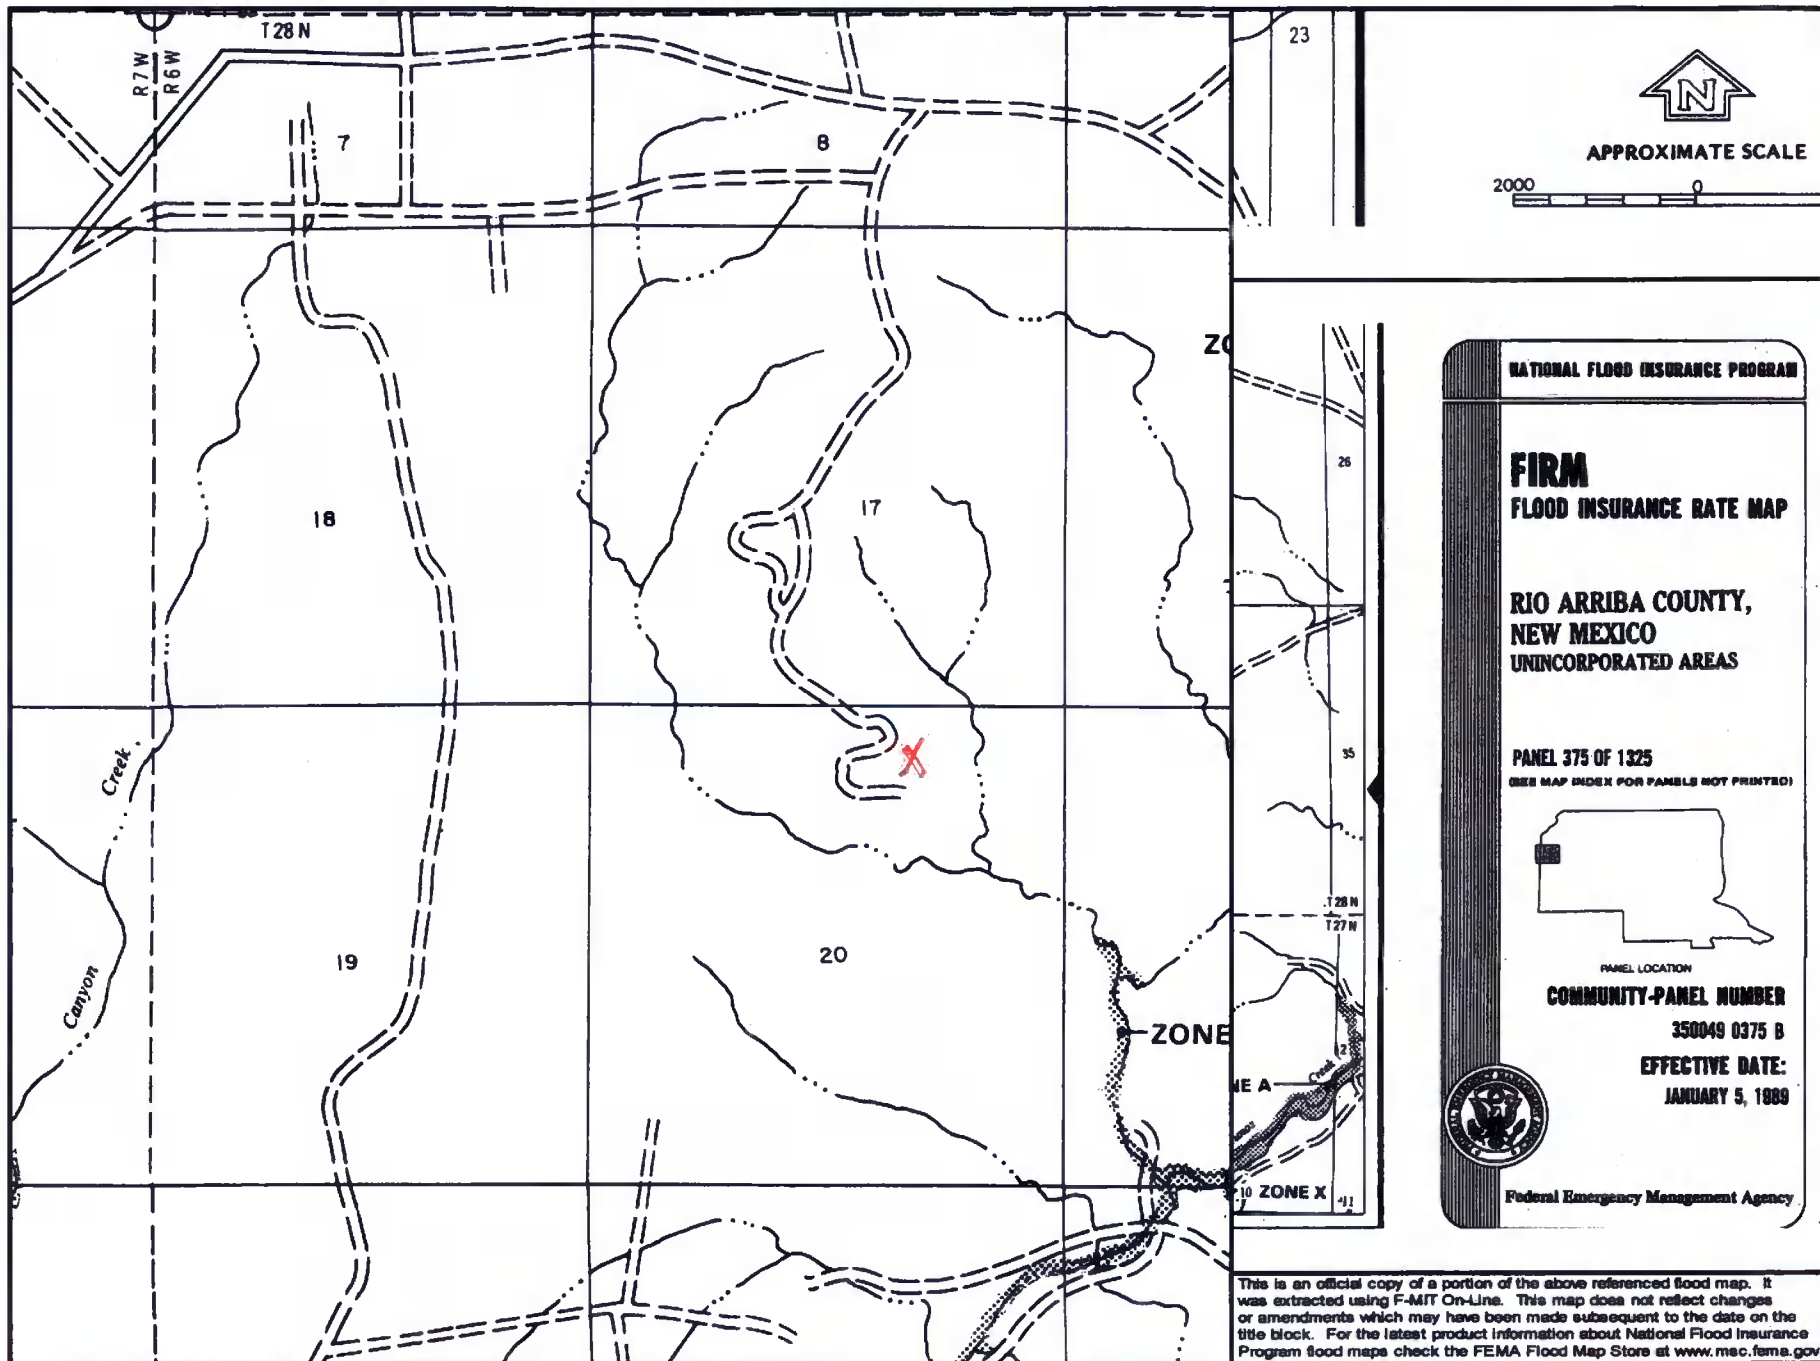 T28N
R7W
R6W
7
8
18
17
19
20
Creek
Canyon
ZONE
23
26
35
T28N
T27N
12
Creek
NE A
10 ZONE X
11
N
APPROXIMATE SCALE
2000 0
NATIONAL FLOOD INSURANCE PROGRAM
FIRM
FLOOD INSURANCE RATE MAP
RIO ARRIBA COUNTY,
NEW MEXICO
UNINCORPORATED AREAS
PANEL 375 OF 1325
(SEE MAP INDEX FOR PANELS NOT PRINTED)
PANEL LOCATION
COMMUNITY-PANEL NUMBER
350049 0375 B
EFFECTIVE DATE:
JANUARY 5, 1989
Federal Emergency Management Agency
This is an official copy of a portion of the above referenced flood map. It
was extracted using F-MIT On-Line. This map does not reflect changes
or amendments which may have been made subsequent to the date on the
title block. For the latest product information about National Flood Insurance
Program flood maps check the FEMA Flood Map Store at www.msc.fema.gov